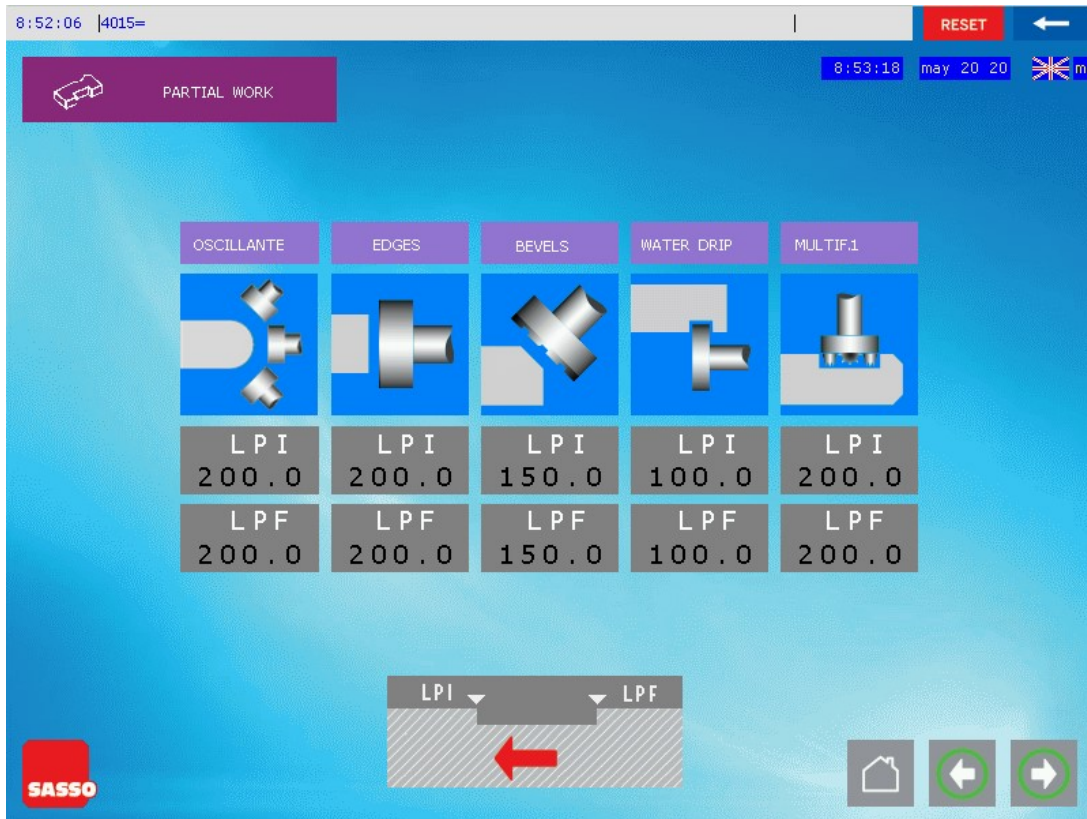 8:52:06 |4015=
RESET
8:53:18 may 20 20 m
PARTIAL WORK
OSCILLANTE EDGES BEVELS WATER DRIP MULTIF.1
LPI LPI LPI LPI LPI
200.0 200.0 150.0 100.0 200.0
LPF LPF LPF LPF LPF
200.0 200.0 150.0 100.0 200.0
LPI LPF
SASSO